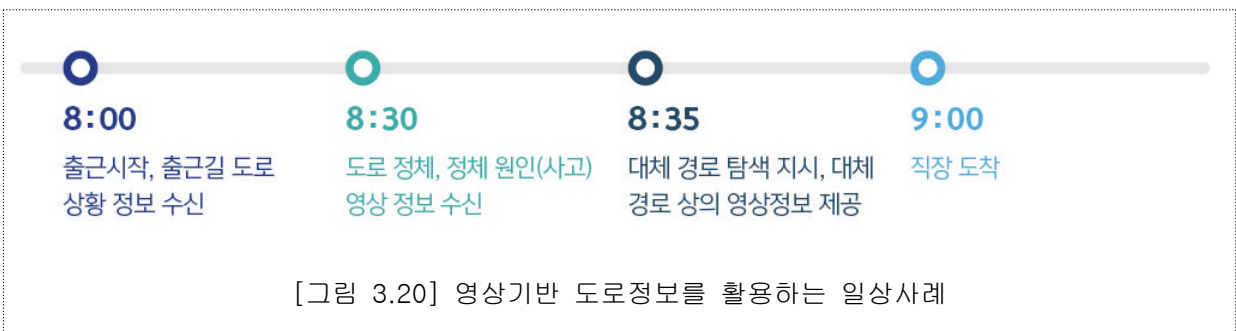 8:00
출근시작, 출근길 도로
상황 정보 수신
8:30
도로 정체, 정체 원인(사고)
영상 정보 수신
8:35
대체 경로 탐색 지시, 대체
경로 상의 영상정보 제공
9:00
직장 도착
[그림 3.20] 영상기반 도로정보를 활용하는 일상사례